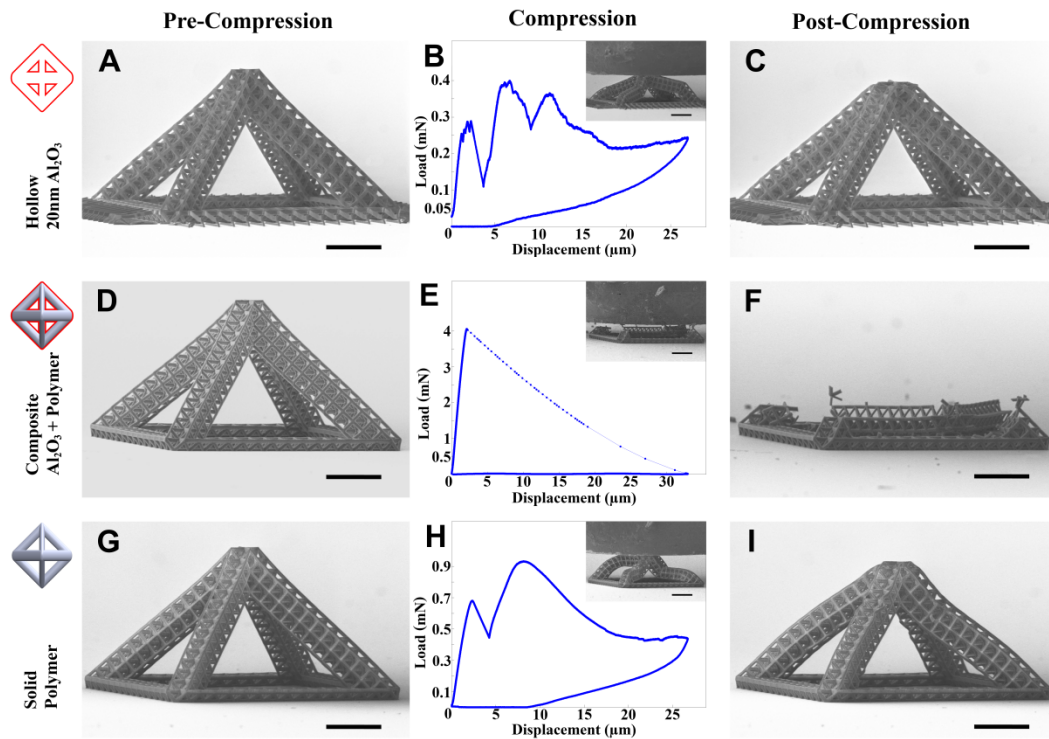 Pre-Compression
Compression
Post-Compression
Hollow
20nm Al₂O₃
A
B
Load (mN)
0.4
0.3
0.2
0.1
0.05
0
5
10
15
20
25
Displacement (µm)
C
Composite
Al₂O₃ + Polymer
D
E
Load (mN)
4
3
2
1
0.5
0
5
10
15
20
25
30
Displacement (µm)
F
Solid
Polymer
G
H
Load (mN)
0.9
0.7
0.5
0.3
0.1
0
5
10
15
20
25
Displacement (µm)
I